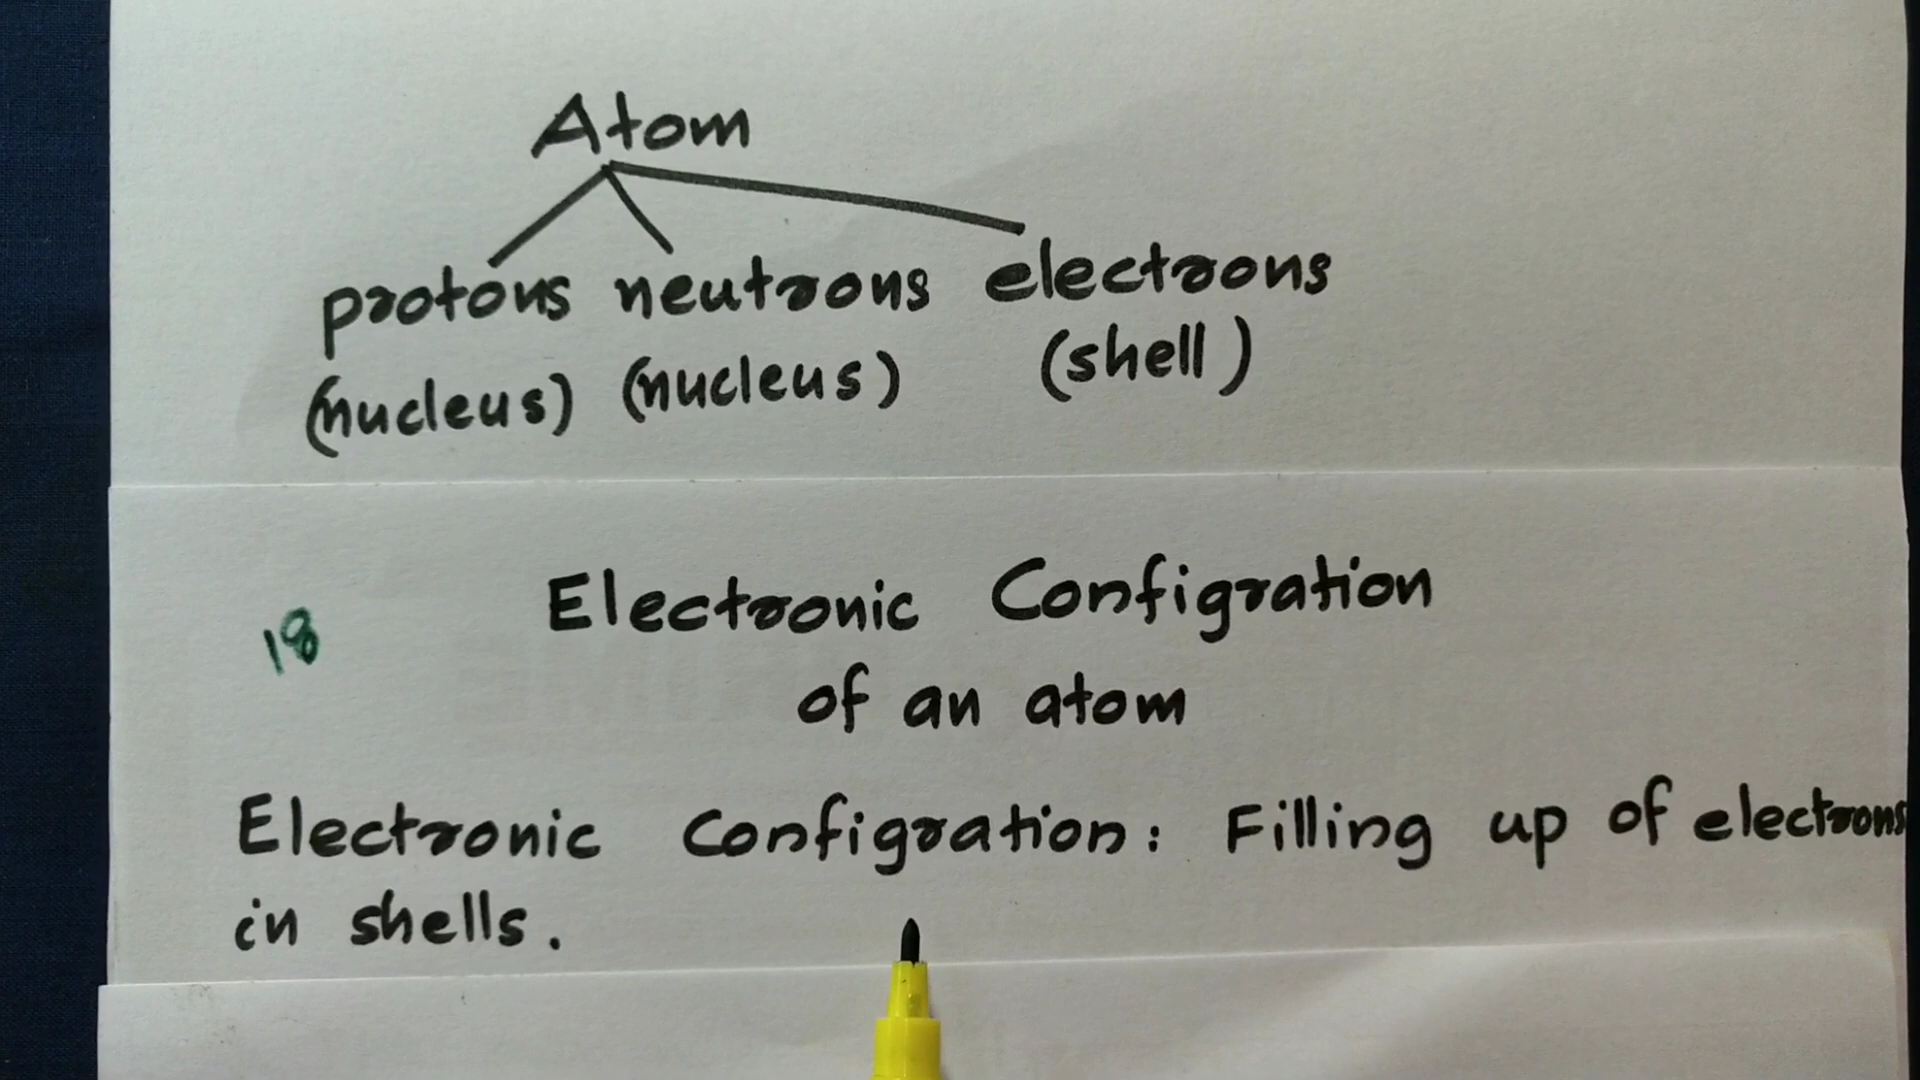 Atom
protons neutrons electrons
(nucleus) (nucleus) (shell)
18
Electronic Configration
of an atom
Electronic Configration: Filling up of electrons
in shells.